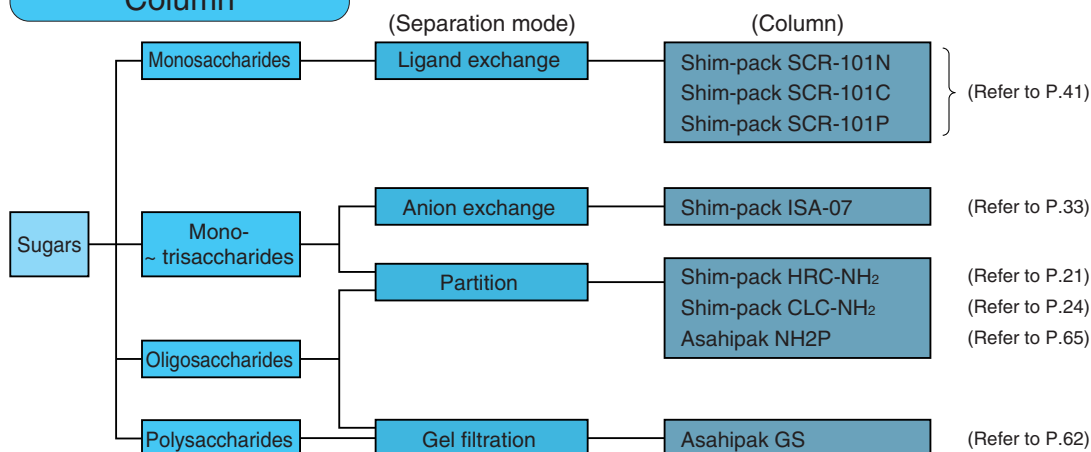 Column
(Separation mode)
(Column)
Monosaccharides
Ligand exchange
Shim-pack SCR-101N
Shim-pack SCR-101C
Shim-pack SCR-101P
(Refer to P.41)
Sugars
Mono-
~ trisaccharides
Anion exchange
Shim-pack ISA-07
(Refer to P.33)
Partition
Shim-pack HRC-NH₂
(Refer to P.21)
Shim-pack CLC-NH₂
(Refer to P.24)
Asahipak NH2P
(Refer to P.65)
Oligosaccharides
Polysaccharides
Gel filtration
Asahipak GS
(Refer to P.62)